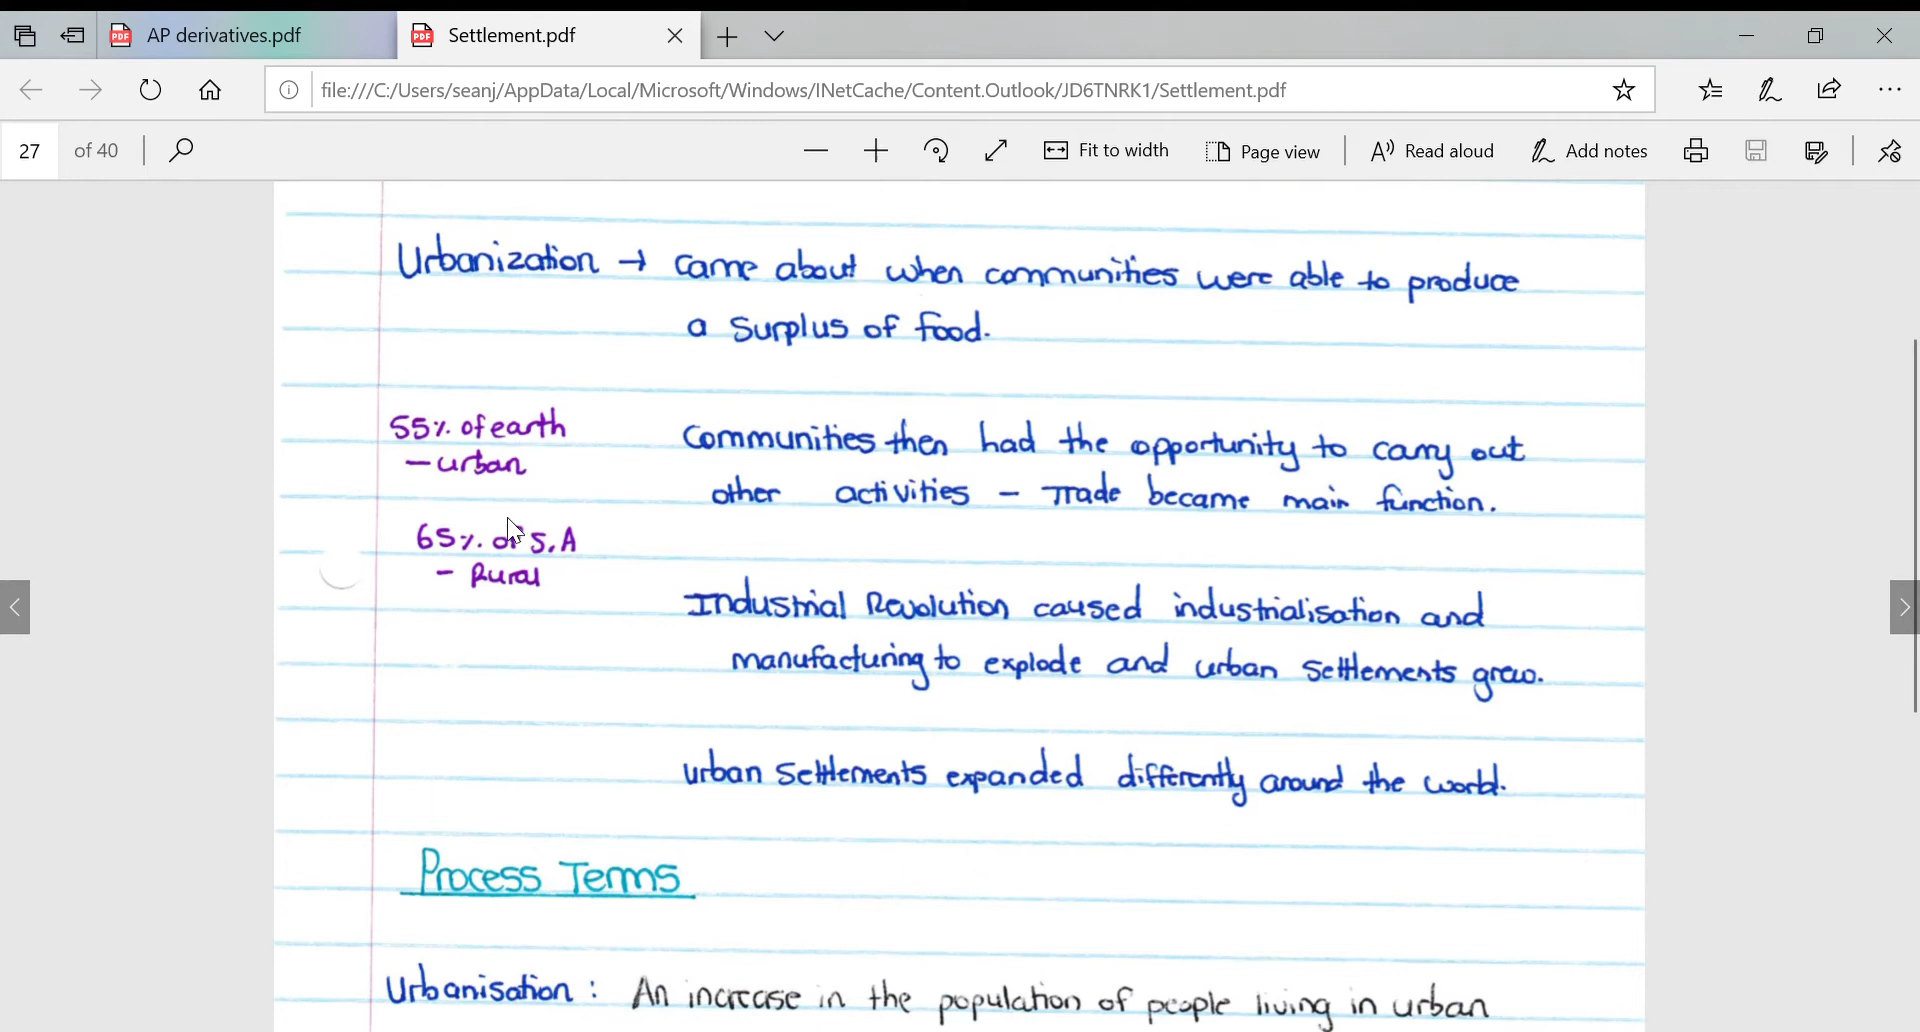 AP derivatives.pdf
Settlement.pdf
file:///C:/Users/seanj/AppData/Local/Microsoft/Windows/INetCache/Content.Outlook/JD6TNRK1/Settlement.pdf
27 of 40
Fit to width
Page view
Read aloud
Add notes
Urbanization → came about when communities were able to produce
a surplus of food.
55% of earth
- urban
Communities then had the opportunity to carry out
other activities - Trade became main function.
65% of S.A
- Rural
Industrial Revolution caused industrialisation and
manufacturing to explode and urban settlements grew.
urban settlements expanded differently around the world.
Process Terms
Urbanisation : An increase in the population of people living in urban